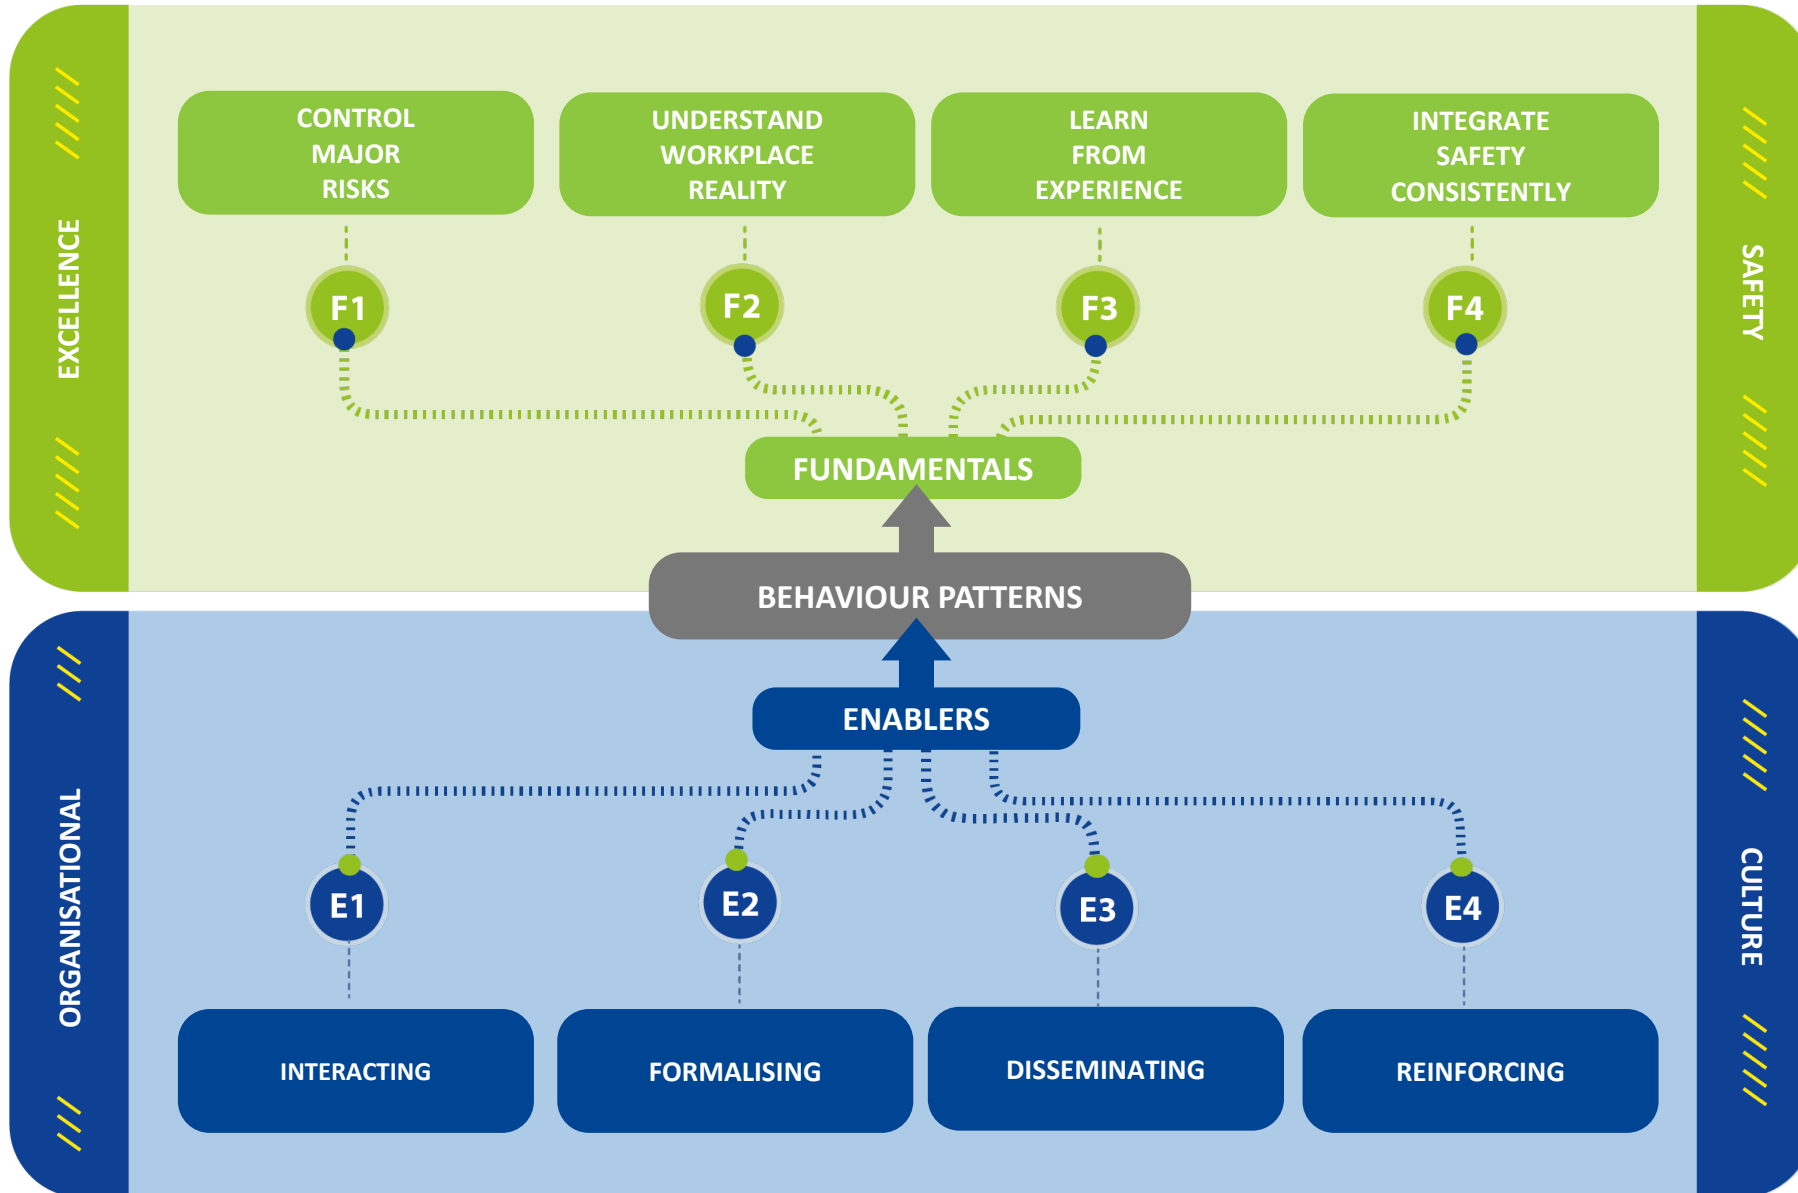 EXCELLENCE
SAFETY
CONTROL
MAJOR
RISKS
UNDERSTAND
WORKPLACE
REALITY
LEARN
FROM
EXPERIENCE
INTEGRATE
SAFETY
CONSISTENTLY
F1
F2
F3
F4
FUNDAMENTALS
BEHAVIOUR PATTERNS
ENABLERS
ORGANISATIONAL
CULTURE
E1
E2
E3
E4
INTERACTING
FORMALISING
DISSEMINATING
REINFORCING